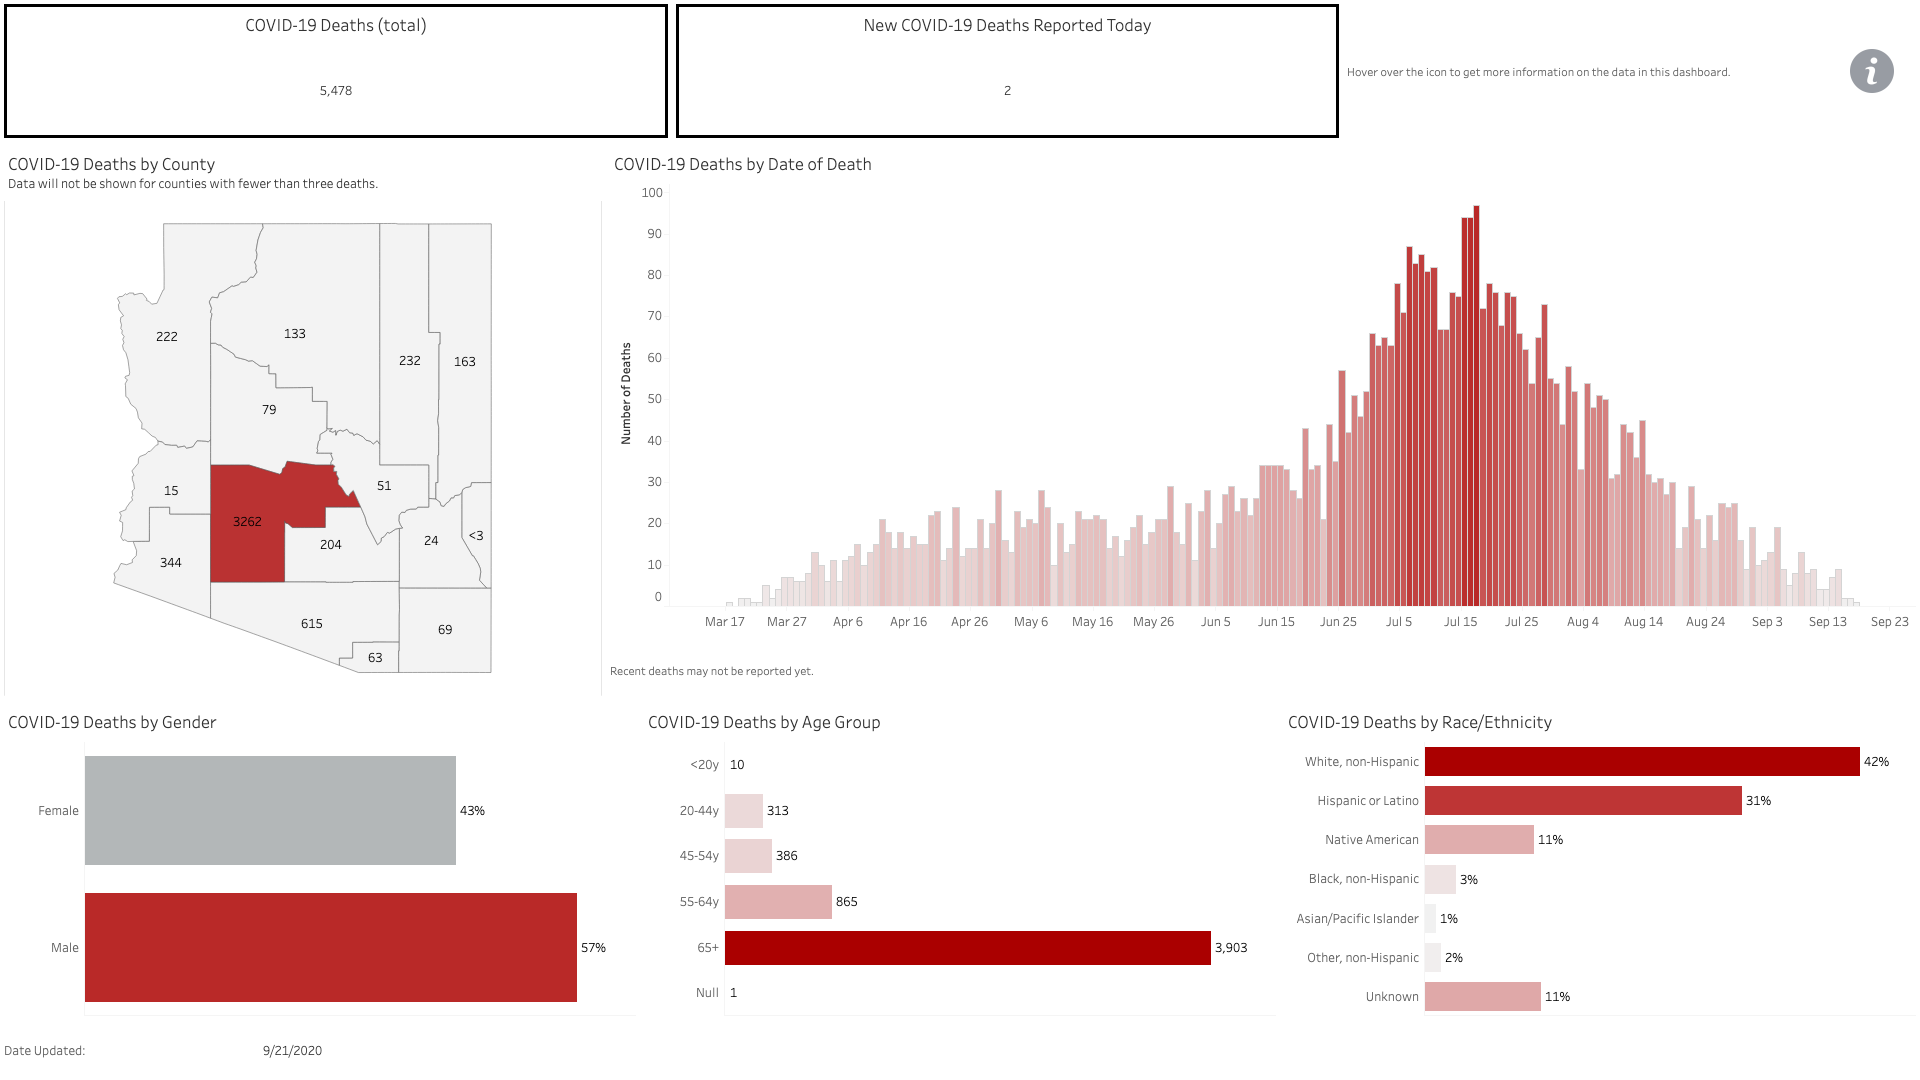 COVID-19 Deaths (total)
5,478
New COVID-19 Deaths Reported Today
2
Hover over the icon to get more information on the data in this dashboard.
i
COVID-19 Deaths by County
Data will not be shown for counties with fewer than three deaths.
222
133
232
163
79
15
51
3262
204
24
<3
344
615
69
63
COVID-19 Deaths by Date of Death
Number of Deaths
100
90
80
70
60
50
40
30
20
10
0
Mar 17
Mar 27
Apr 6
Apr 16
Apr 26
May 6
May 16
May 26
Jun 5
Jun 15
Jun 25
Jul 5
Jul 15
Jul 25
Aug 4
Aug 14
Aug 24
Sep 3
Sep 13
Sep 23
Recent deaths may not be reported yet.
COVID-19 Deaths by Gender
Female 43%
Male 57%
COVID-19 Deaths by Age Group
<20y 10
20-44y 313
45-54y 386
55-64y 865
65+ 3,903
Null 1
COVID-19 Deaths by Race/Ethnicity
White, non-Hispanic 42%
Hispanic or Latino 31%
Native American 11%
Black, non-Hispanic 3%
Asian/Pacific Islander 1%
Other, non-Hispanic 2%
Unknown 11%
Date Updated: 9/21/2020